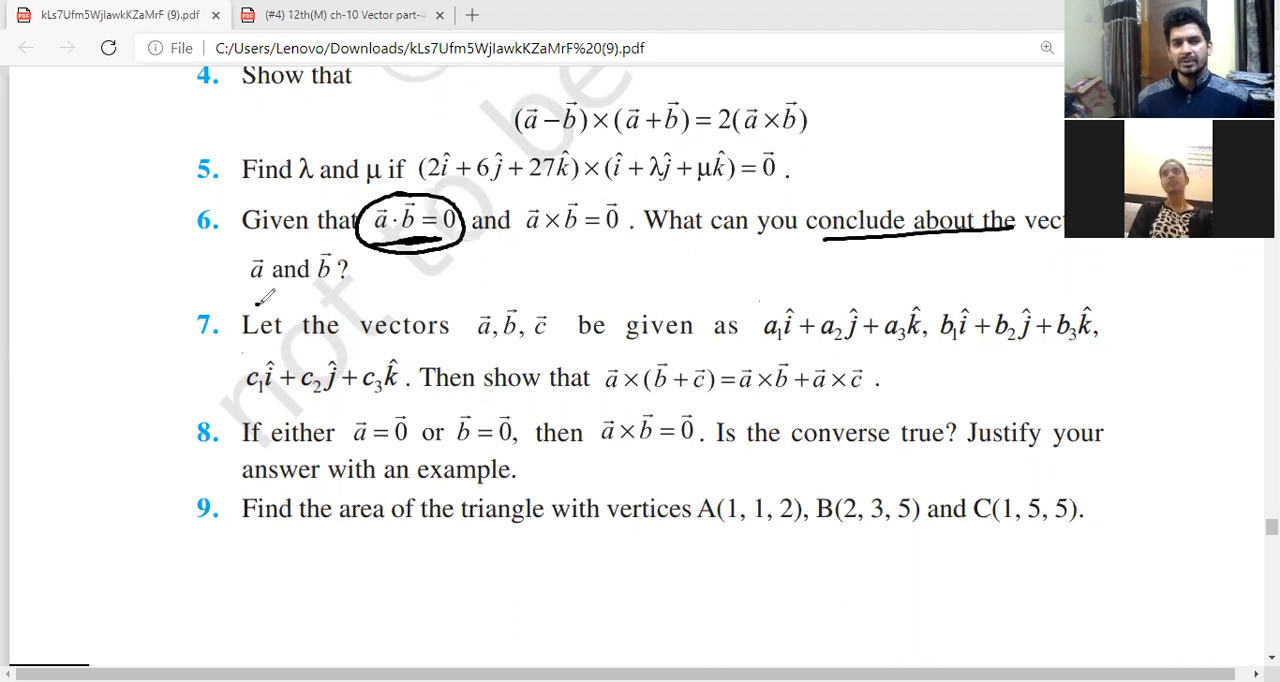 kLs7Ufm5WjlawkKZaMrF (9).pdf
(#4) 12th(M) ch-10 Vector part-
File | C:/Users/Lenovo/Downloads/kLs7Ufm5WjlawkKZaMrF%20(9).pdf
not to be
4. Show that
(a⃗ − b⃗) × (a⃗ + b⃗) = 2(a⃗ × b⃗)
5. Find λ and μ if (2î + 6ĵ + 27k̂) × (î + λĵ + μk̂) = 0⃗ .
6. Given that a⃗ · b⃗ = 0 and a⃗ × b⃗ = 0⃗ . What can you conclude about the vec
a⃗ and b⃗ ?
7. Let the vectors a⃗, b⃗, c⃗ be given as a₁î + a₂ĵ + a₃k̂, b₁î + b₂ĵ + b₃k̂,
c₁î + c₂ĵ + c₃k̂ . Then show that a⃗ × (b⃗ + c⃗) = a⃗ × b⃗ + a⃗ × c⃗ .
8. If either a⃗ = 0⃗ or b⃗ = 0⃗, then a⃗ × b⃗ = 0⃗ . Is the converse true? Justify your
answer with an example.
9. Find the area of the triangle with vertices A(1, 1, 2), B(2, 3, 5) and C(1, 5, 5).